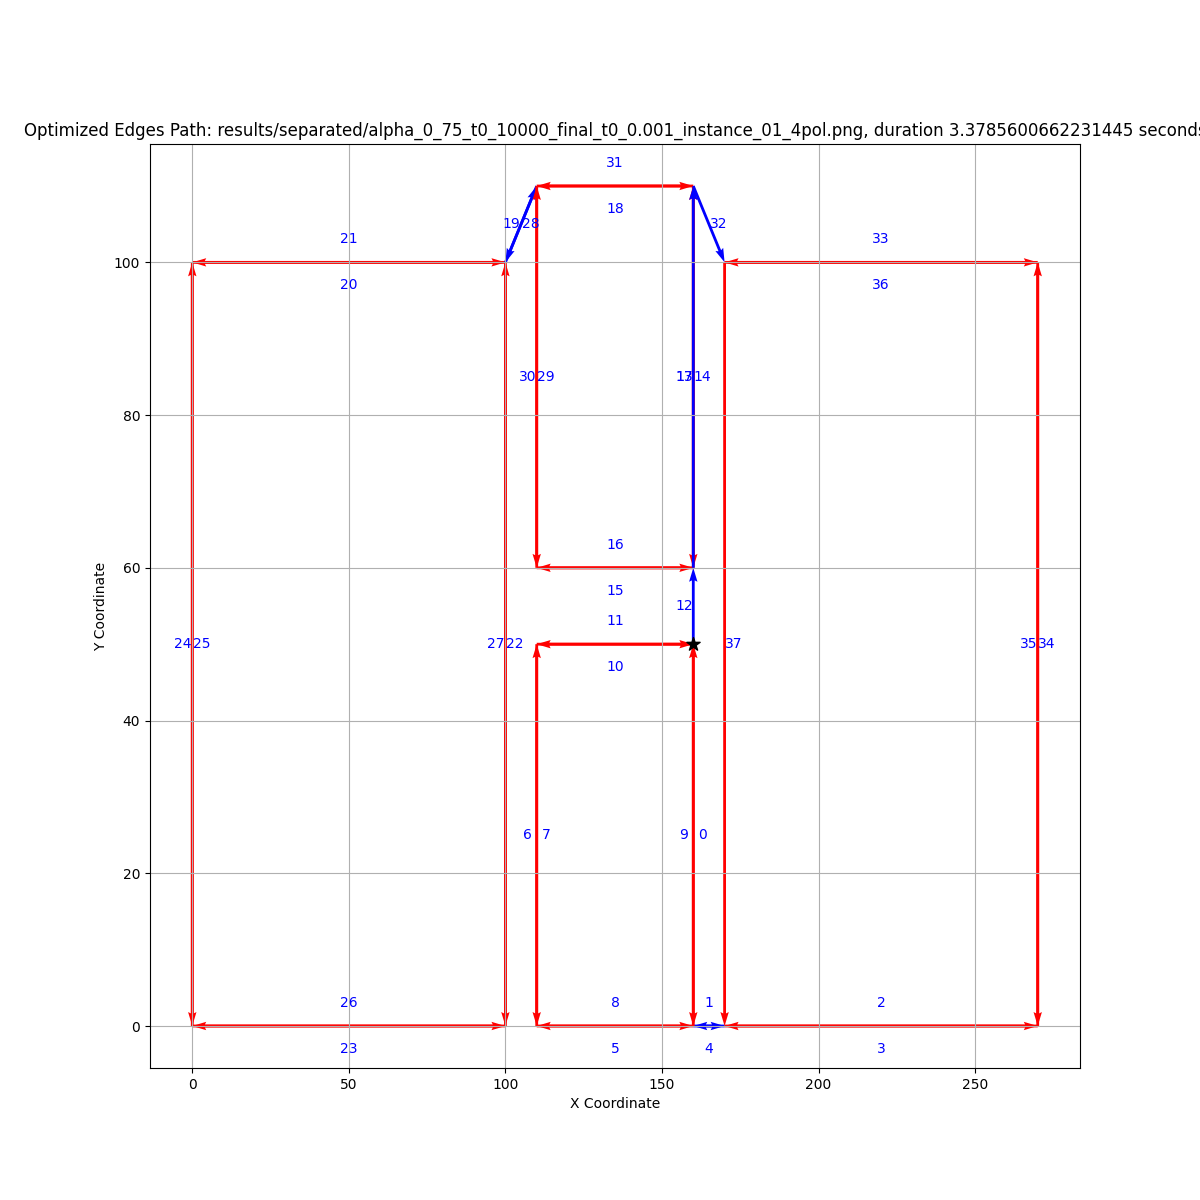 Optimized Edges Path: results/separated/alpha_0_75_t0_10000_final_t0_0.001_instance_01_4pol.png, duration 3.3785600662231445 seconds
31
18
19 28 32
21 33
100
20 36
30 29 14
80
16
60
15
12
11
24 25 27 22 37 35 34
10
40
6 7 9 0
20
26 8 1 2
0
23 5 4 3
0 50 100 150 200 250
X Coordinate
Y Coordinate